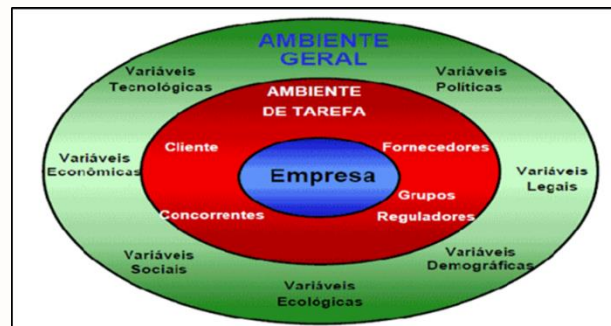 AMBIENTE
GERAL
Variáveis
Tecnológicas
Variáveis
Políticas
AMBIENTE
DE TAREFA
Cliente
Fornecedores
Variáveis
Econômicas
Empresa
Variáveis
Legais
Concorrentes
Grupos
Reguladores
Variáveis
Sociais
Variáveis
Demográficas
Variáveis
Ecológicas